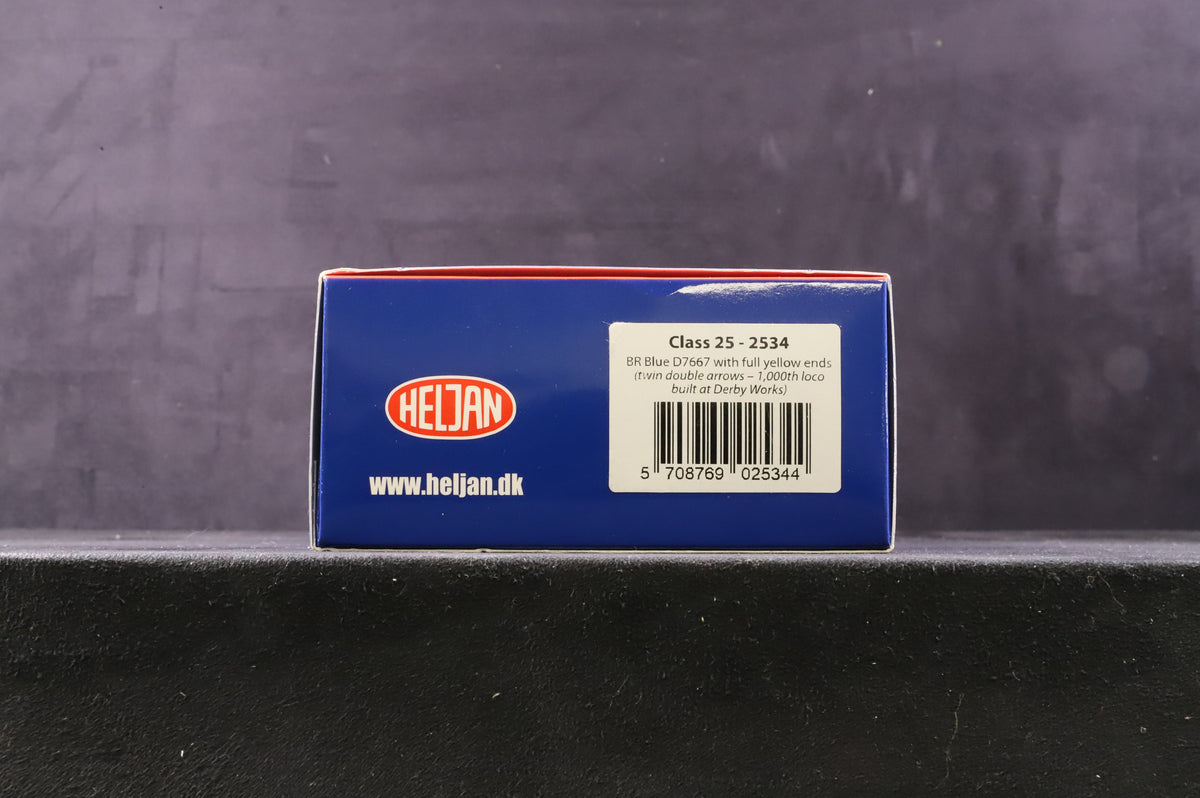 HELJAN
www.heljan.dk
Class 25 - 2534
BR Blue D7667 with full yellow ends
(twin double arrows – 1,000th loco
built at Derby Works)
5 708769 025344